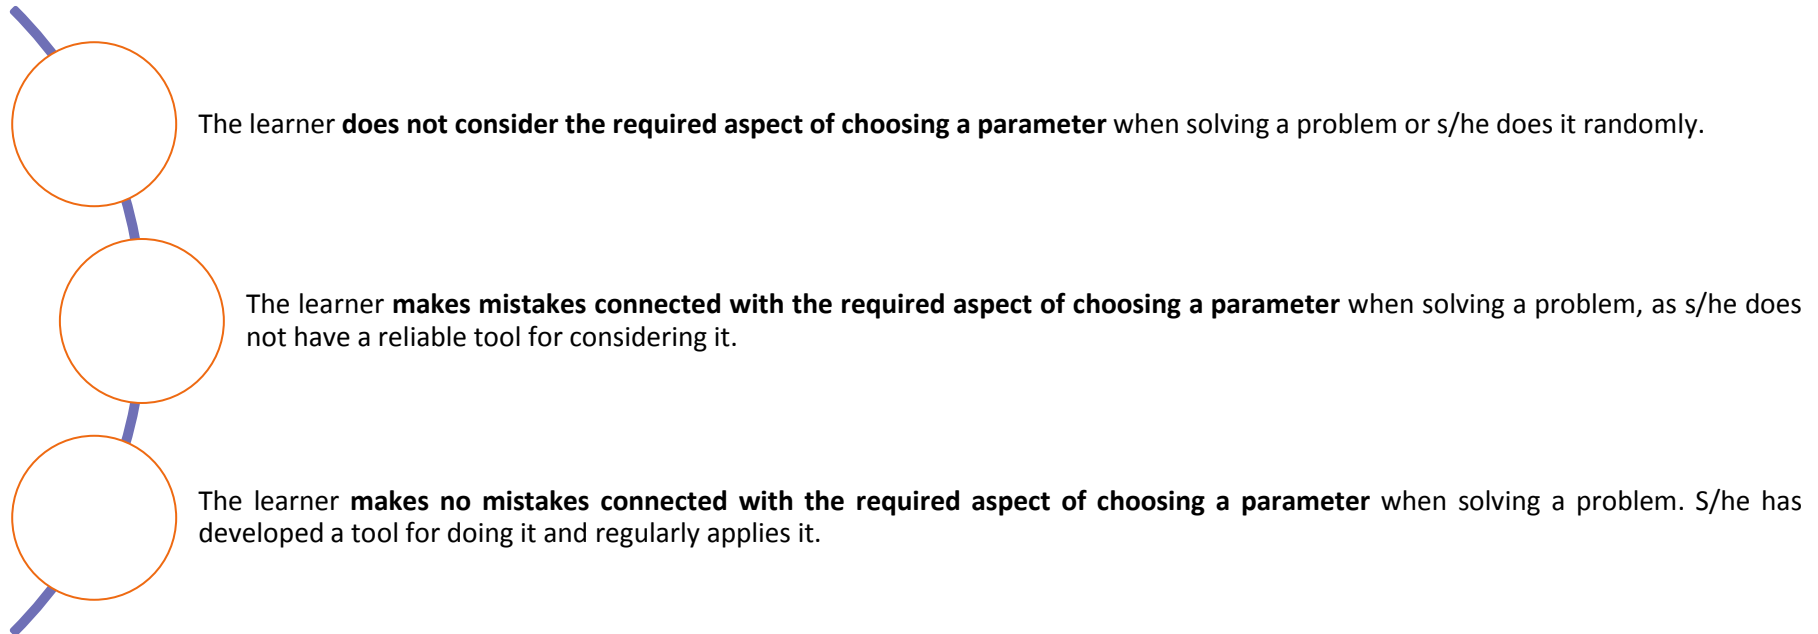 The learner does not consider the required aspect of choosing a parameter when solving a problem or s/he does it randomly.
The learner makes mistakes connected with the required aspect of choosing a parameter when solving a problem, as s/he does
not have a reliable tool for considering it.
The learner makes no mistakes connected with the required aspect of choosing a parameter when solving a problem. S/he has
developed a tool for doing it and regularly applies it.